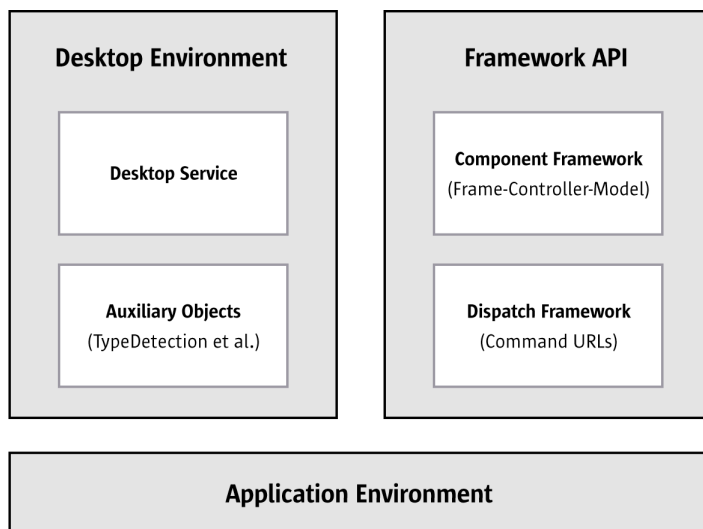 Desktop Environment
Desktop Service
Auxiliary Objects
(TypeDetection et al.)
Framework API
Component Framework
(Frame-Controller-Model)
Dispatch Framework
(Command URLs)
Application Environment